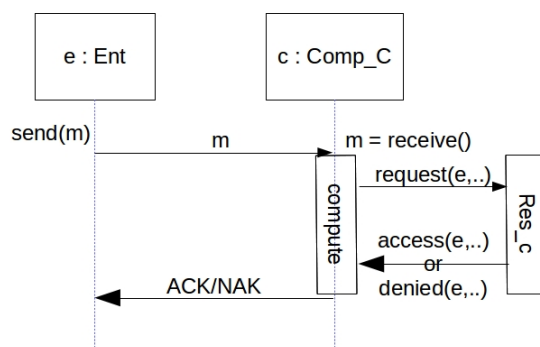 e : Ent
c : Comp_C
send(m)
m
m = receive()
request(e,..)
compute
Res_c
access(e,..)
or
denied(e,..)
ACK/NAK